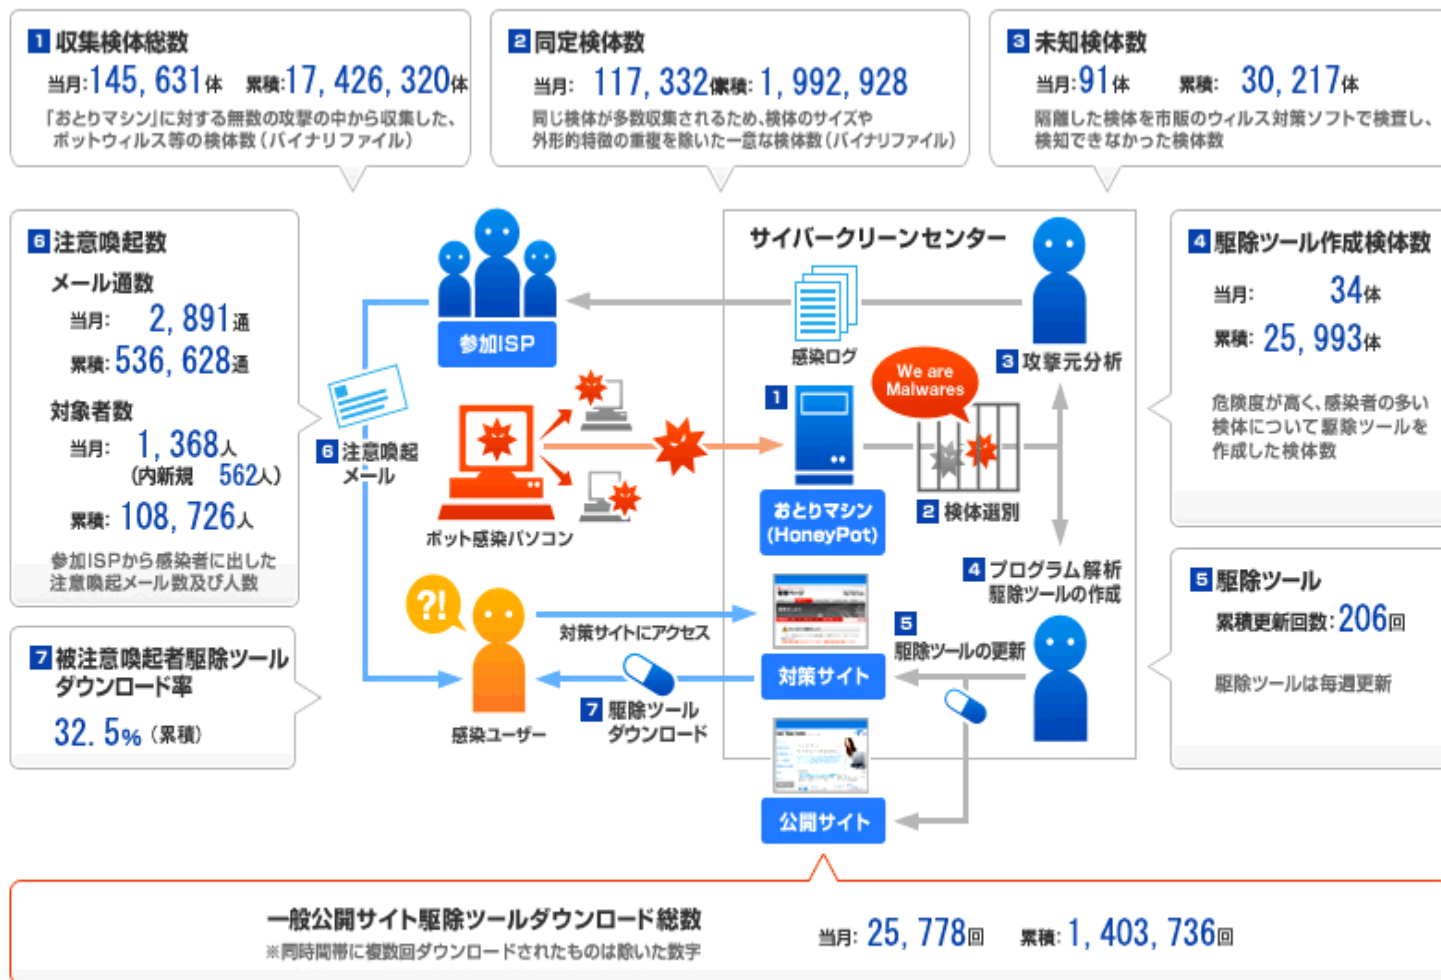 1 収集検体総数
当月:145,631体 累積:17,426,320体
「おとりマシン」に対する無数の攻撃の中から収集した、
ボットウィルス等の検体数(バイナリファイル)
2 同定検体数
当月: 117,332体 累積:1,992,928
同じ検体が多数収集されるため、検体のサイズや
外形的特徴の重複を除いた一意な検体数(バイナリファイル)
3 未知検体数
当月:91体 累積: 30,217体
隔離した検体を市販のウィルス対策ソフトで検査し、
検知できなかった検体数
6 注意喚起数
メール通数
当月: 2,891通
累積:536,628通
対象者数
当月: 1,368人
(内新規 562人)
累積: 108,726人
参加ISPから感染者に出した
注意喚起メール数及び人数
7 被注意喚起者駆除ツール
ダウンロード率
32.5%(累積)
参加ISP
6 注意喚起
メール
ボット感染パソコン
?!
感染ユーザー
対策サイトにアクセス
7 駆除ツール
ダウンロード
サイバークリーンセンター
感染ログ
3 攻撃元分析
We are
Malwares
1
おとりマシン
(HoneyPot)
2 検体選別
4 プログラム解析
駆除ツールの作成
5
駆除ツールの更新
対策サイト
公開サイト
4 駆除ツール作成検体数
当月: 34体
累積: 25,993体
危険度が高く、感染者の多い
検体について駆除ツールを
作成した検体数
5 駆除ツール
累積更新回数:206回
駆除ツールは毎週更新
一般公開サイト駆除ツールダウンロード総数
※同時間帯に複数回ダウンロードされたものは除いた数字
当月: 25,778回 累積:1,403,736回